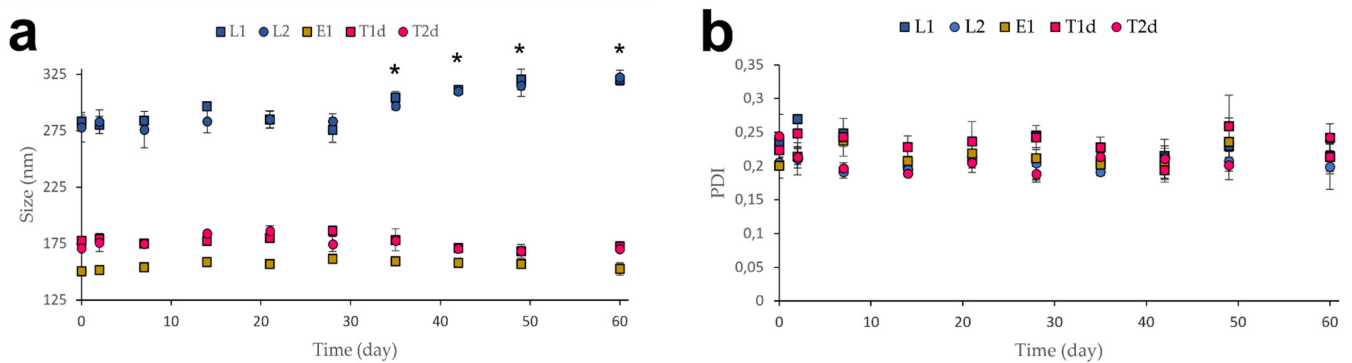 a
L1 L2 E1 T1d T2d
* * * *
325
275
225
175
125
Size (nm)
0 10 20 30 40 50 60
Time (day)
b
L1 L2 E1 T1d T2d
0,35
0,3
0,25
0,2
0,15
0,1
0,05
0
PDI
0 10 20 30 40 50 60
Time (day)